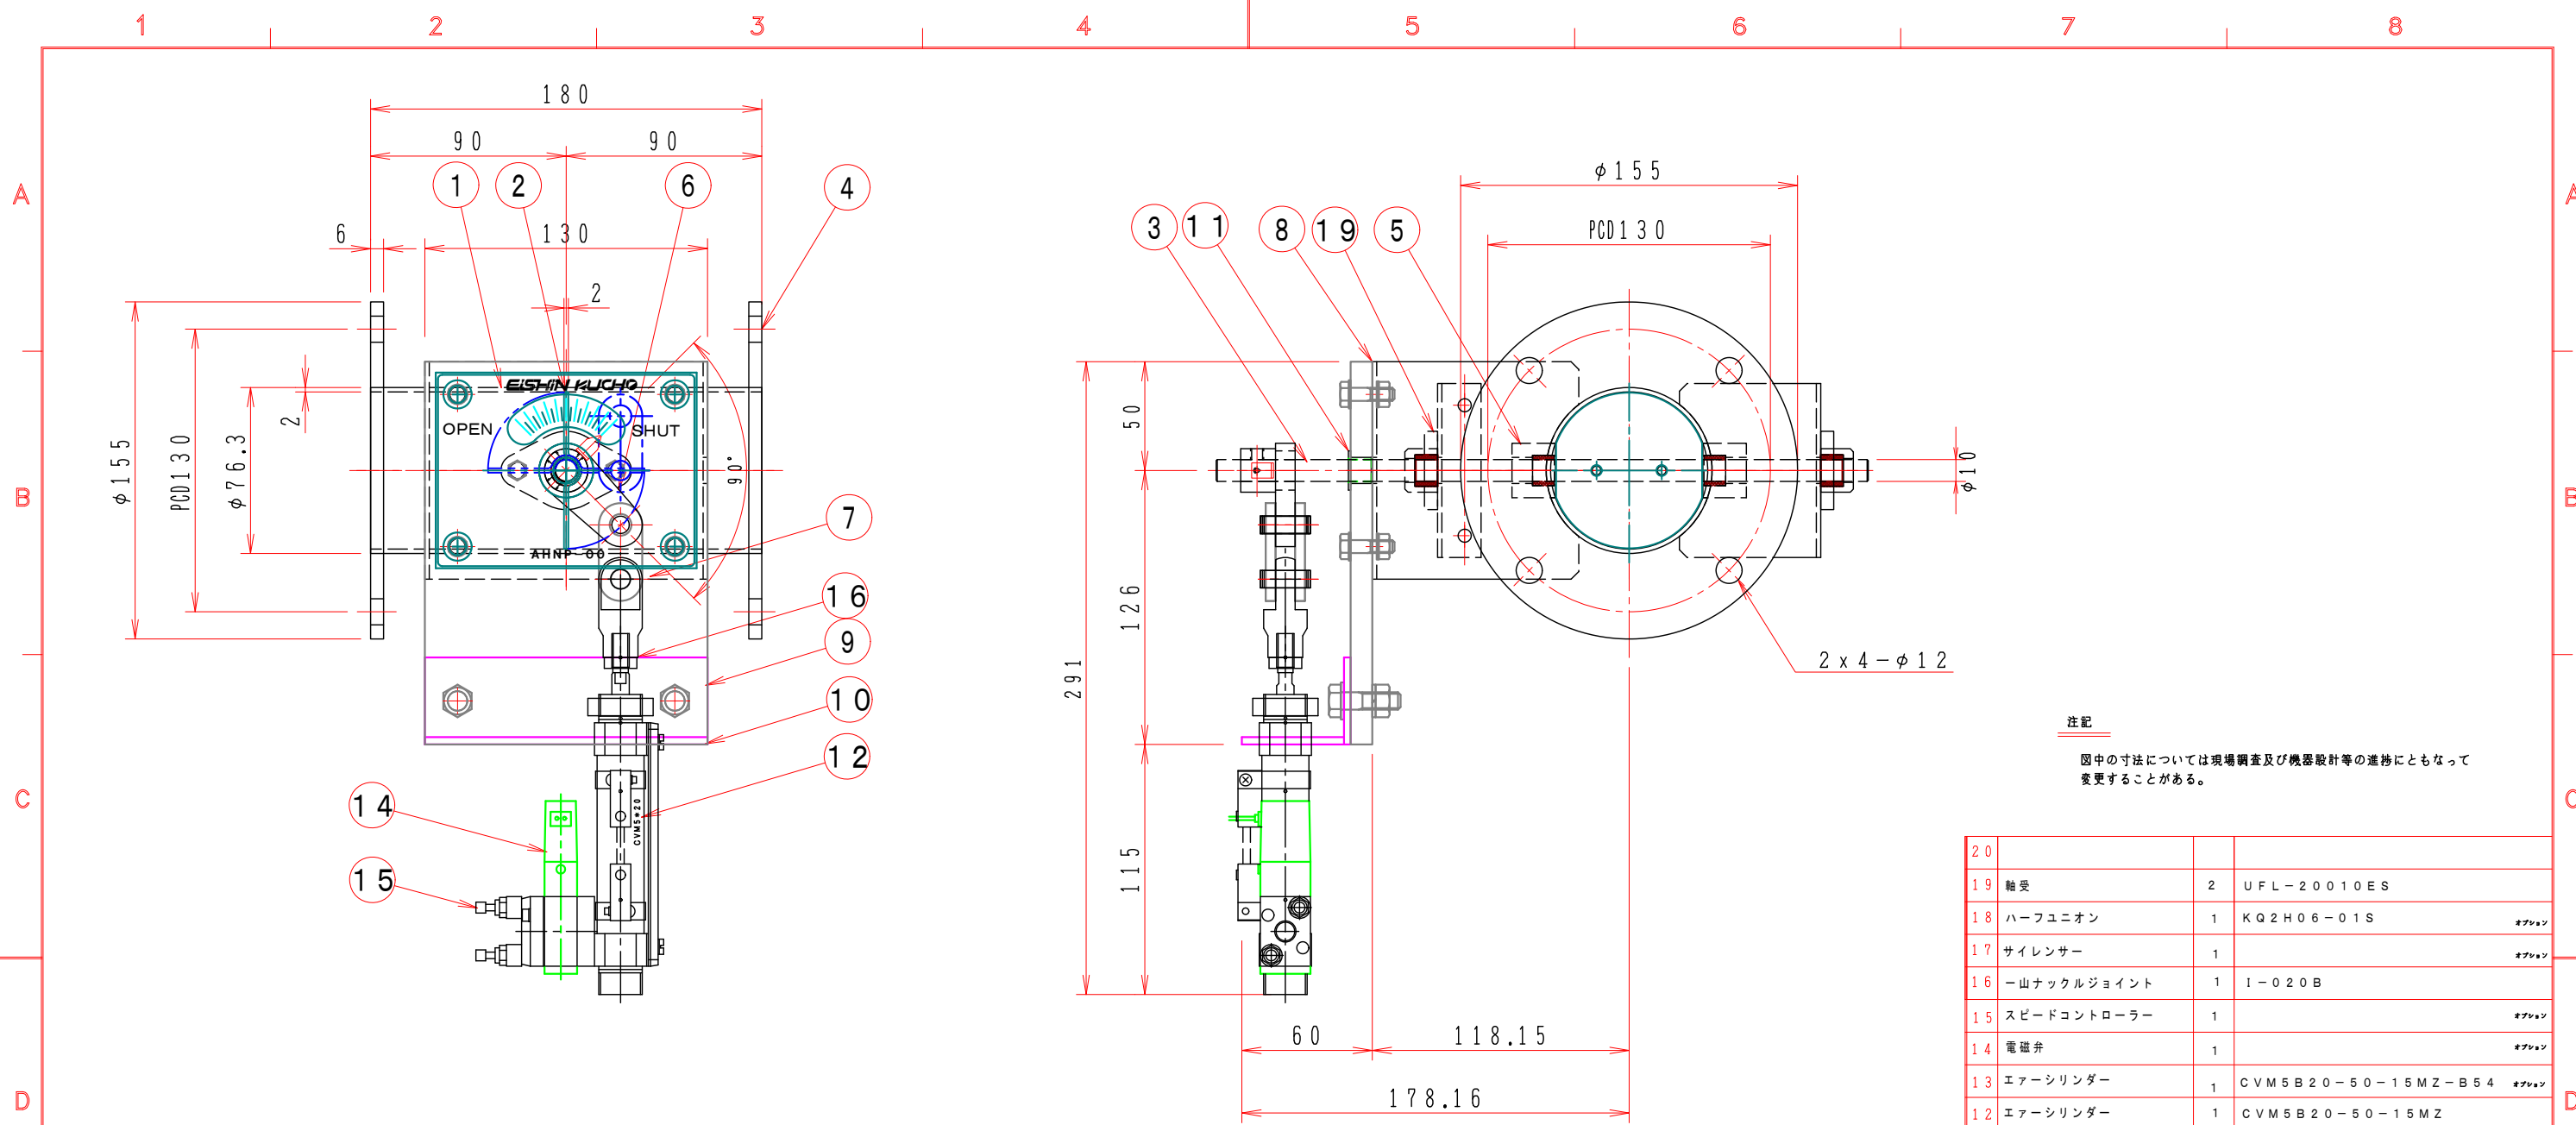 1 2 3 4 5 6 7 8
A A
B B
C C
D D
180
90 90
1 2 6 4
6
130
2
EiSHiN KUCHO
OPEN SHUT
2
φ155
PCD130
φ76.3
90°
AHNP-00
7
16
9
10
12
14
15
CVM5*20
φ155
PCD130
3 11 8 19 5
50
126
291
115
φ10
2x4-φ12
60 118.15
178.16
注記
図中の寸法については現場調査及び機器設計等の進捗にともなって
変更することがある。
20
19 軸受 2 UFL-20010ES
18 ハーフユニオン 1 KQ2H06-01S オプション
17 サイレンサー 1 オプション
16 一山ナックルジョイント 1 I-020B
15 スピードコントローラー 1 オプション
14 電磁弁 1 オプション
13 エアーシリンダー 1 CVM5B20-50-15MZ-B54 オプション
12 エアーシリンダー 1 CVM5B20-50-15MZ